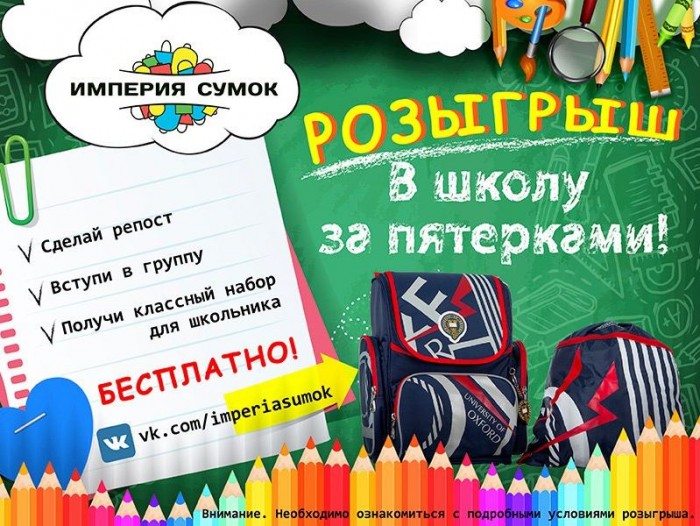 ИМПЕРИЯ СУМОК
РОЗЫГРЫШ
В школу
за пятерками!
Сделай репост
Вступи в группу
Получи классный набор
для школьника
БЕСПЛАТНО!
vk.com/imperiasumok
UNIVERSITY OF
OXFORD
Внимание. Необходимо ознакомиться с подробными условиями розыгрыша.